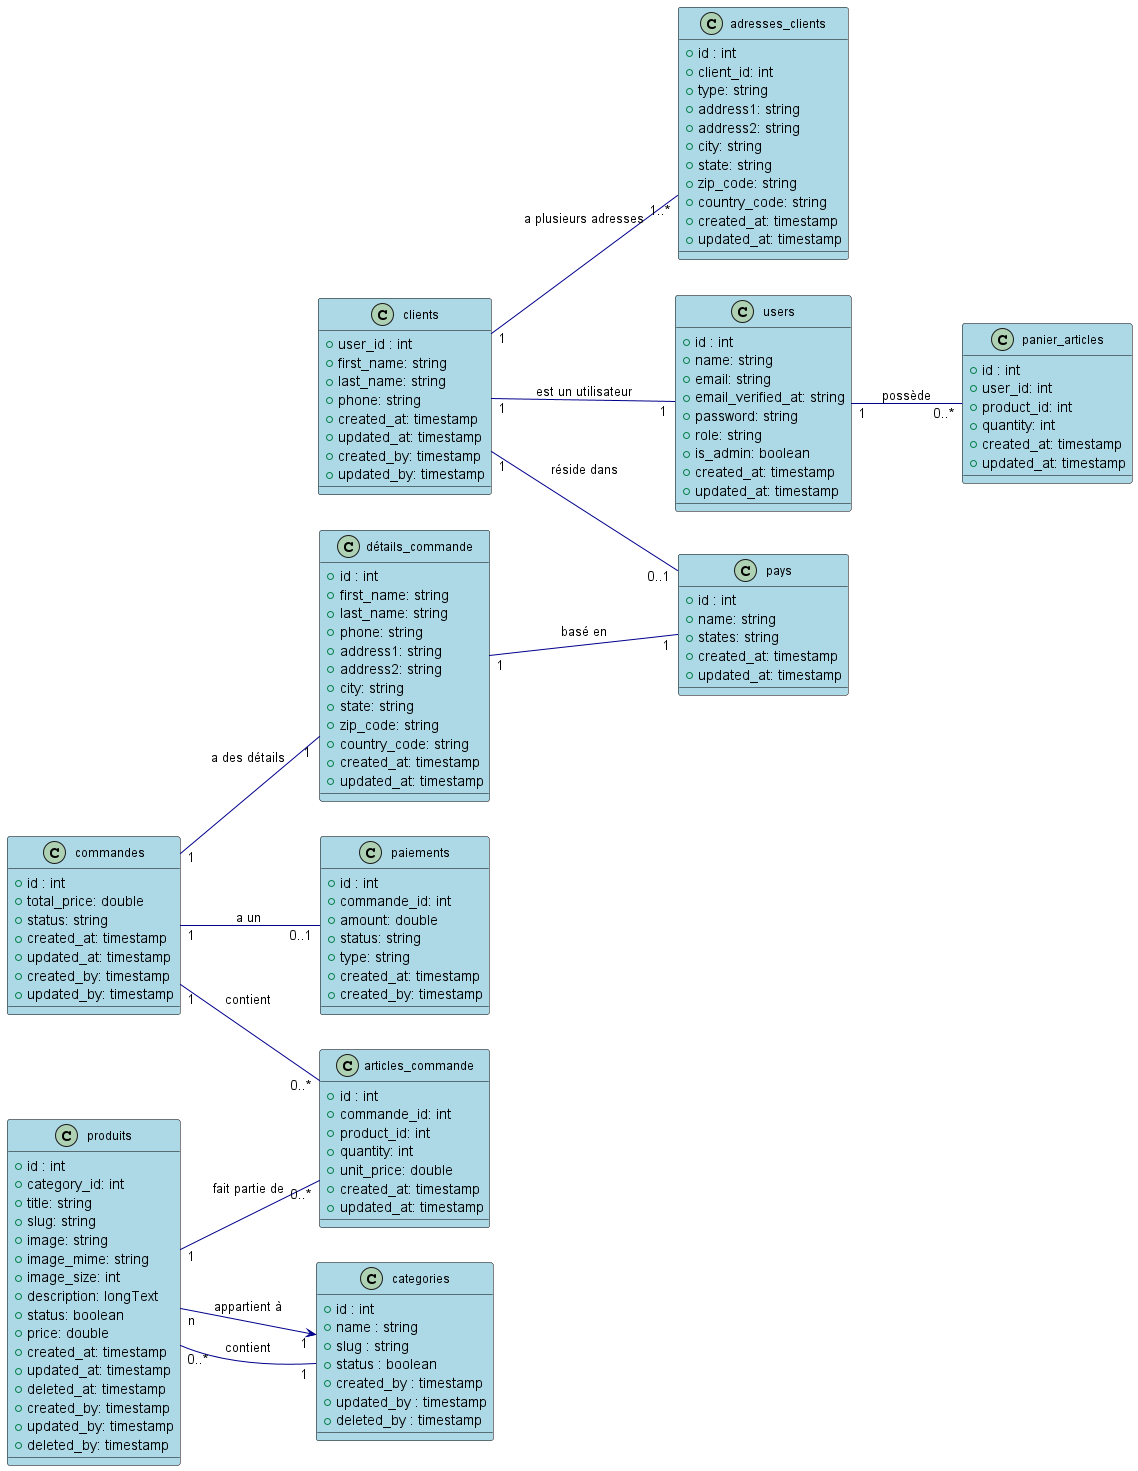 C adresses_clients
id : int
client_id: int
type: string
address1: string
address2: string
city: string
state: string
zip_code: string
country_code: string
created_at: timestamp
updated_at: timestamp
a plusieurs adresses
1..*
1
C clients
user_id : int
first_name: string
last_name: string
phone: string
created_at: timestamp
updated_at: timestamp
created_by: timestamp
updated_by: timestamp
est un utilisateur
1
1
C users
id : int
name: string
email: string
email_verified_at: string
password: string
role: string
is_admin: boolean
created_at: timestamp
updated_at: timestamp
possède
1
0..*
C panier_articles
id : int
user_id: int
product_id: int
quantity: int
created_at: timestamp
updated_at: timestamp
1
réside dans
0..1
C détails_commande
id : int
first_name: string
last_name: string
phone: string
address1: string
address2: string
city: string
state: string
zip_code: string
country_code: string
created_at: timestamp
updated_at: timestamp
basé en
1
1
C pays
id : int
name: string
states: string
created_at: timestamp
updated_at: timestamp
a des détails
1
1
C commandes
id : int
total_price: double
status: string
created_at: timestamp
updated_at: timestamp
created_by: timestamp
updated_by: timestamp
a un
1
0..1
C paiements
id : int
commande_id: int
amount: double
status: string
type: string
created_at: timestamp
created_by: timestamp
1
contient
0..*
C articles_commande
id : int
commande_id: int
product_id: int
quantity: int
unit_price: double
created_at: timestamp
updated_at: timestamp
C produits
id : int
category_id: int
title: string
slug: string
image: string
image_mime: string
image_size: int
description: longText
status: boolean
price: double
created_at: timestamp
updated_at: timestamp
deleted_at: timestamp
created_by: timestamp
updated_by: timestamp
deleted_by: timestamp
fait partie de
0..*
1
appartient à
n
1
contient
0..*
1
C categories
id : int
name : string
slug : string
status : boolean
created_by : timestamp
updated_by : timestamp
deleted_by : timestamp